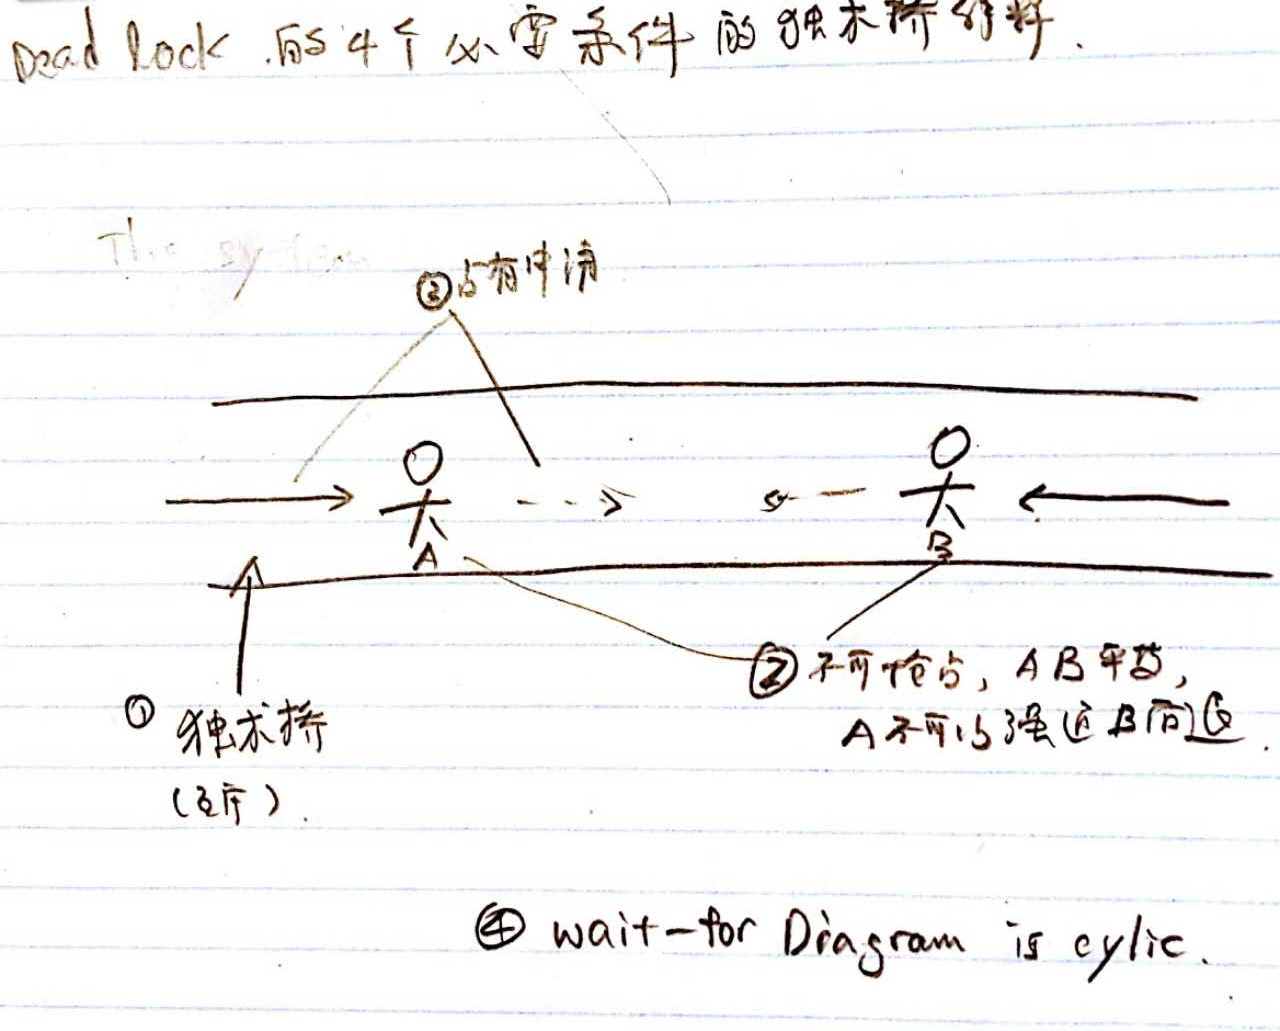 Dead lock 的4个必要条件的独木桥解释.
The system
③占有申请
A
B
②不可抢占, AB平等,
A不可以强迫B后退.
① 独木桥
(互斥).
④ wait-for Diagram is cylic.